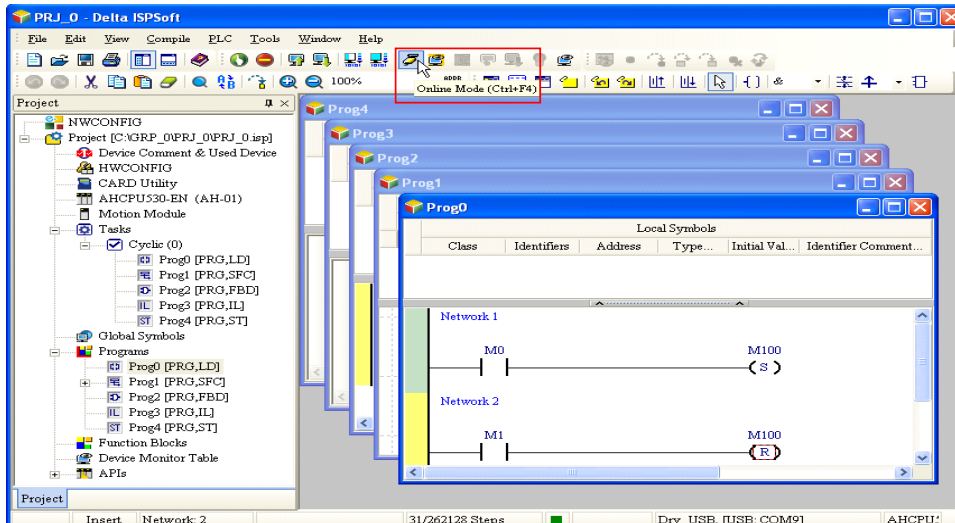 PRJ_0 - Delta ISPSoft
File Edit View Compile PLC Tools Window Help
100%
Online Mode (Ctrl+F4)
Project
NWCONFIG
Project [C:\GRP_0\PRJ_0\PRJ_0.isp]
Device Comment & Used Device
HWCONFIG
CARD Utility
AHCPU530-EN (AH-01)
Motion Module
Tasks
Cyclic (0)
Prog0 [PRG,LD]
Prog1 [PRG,SFC]
Prog2 [PRG,FBD]
Prog3 [PRG,IL]
Prog4 [PRG,ST]
Global Symbols
Programs
Prog0 [PRG,LD]
Prog1 [PRG,SFC]
Prog2 [PRG,FBD]
Prog3 [PRG,IL]
Prog4 [PRG,ST]
Function Blocks
Device Monitor Table
APIs
Project
Prog4
Prog3
Prog2
Prog1
Prog0
Local Symbols
Class Identifiers Address Type... Initial Val... Identifier Comment...
Network 1
M0 M100
S
Network 2
M1 M100
R
Insert Network: 2 31/262128 Steps Drv_USB, [USB: COM9]